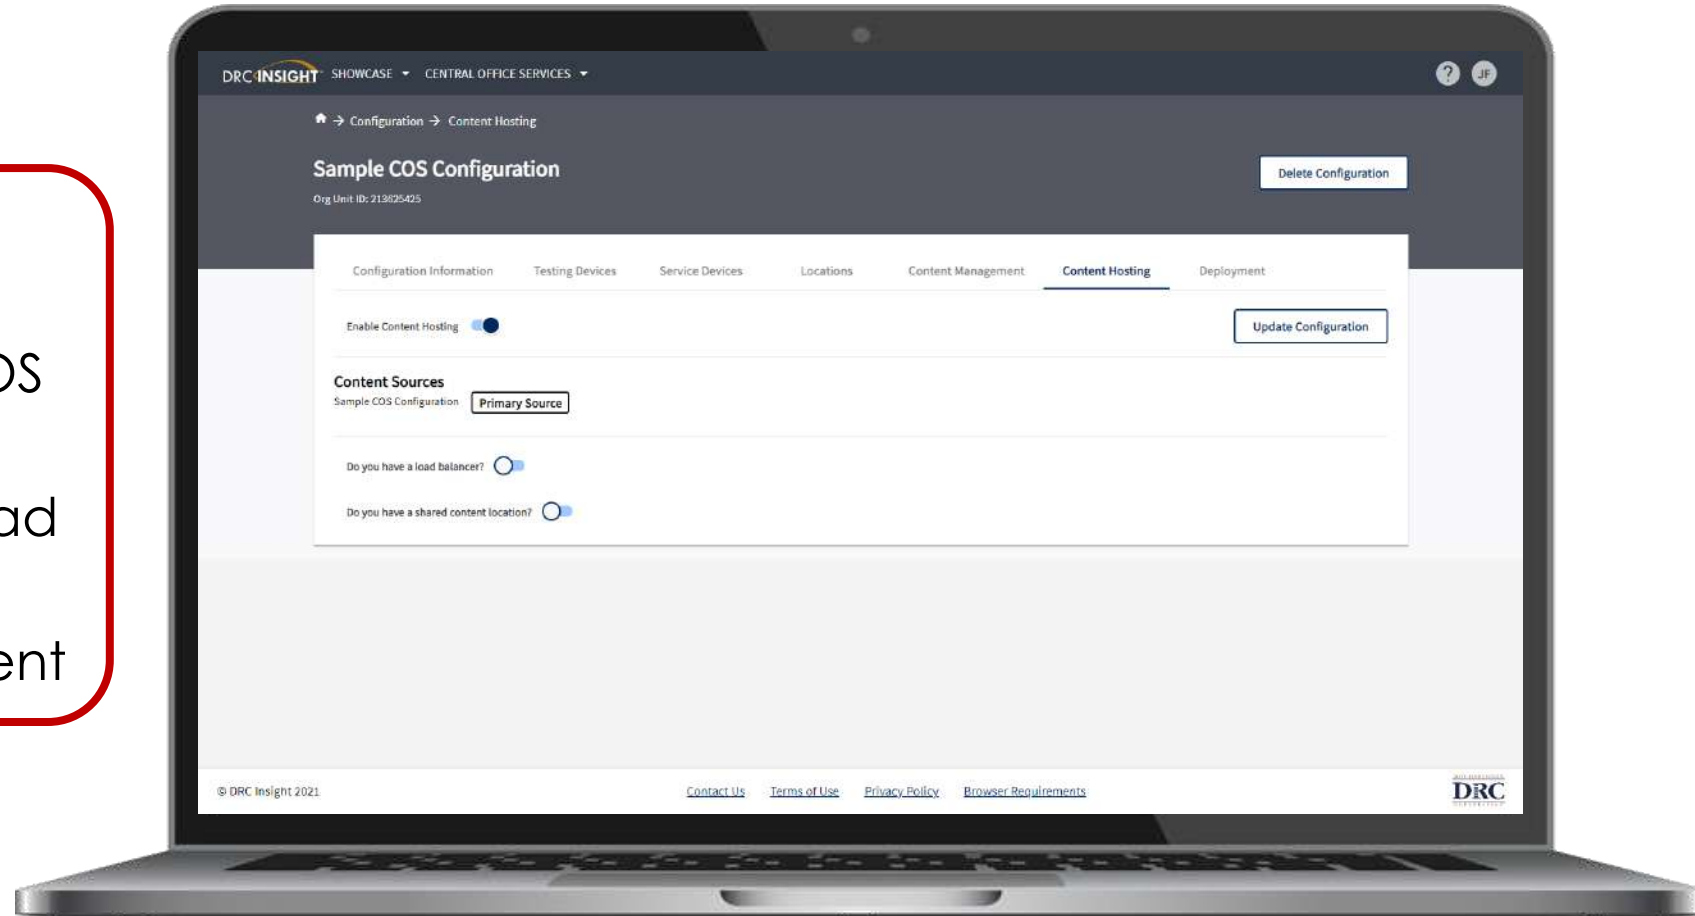 DRC INSIGHT SHOWCASE CENTRAL OFFICE SERVICES ? JF
→ Configuration → Content Hosting
Sample COS Configuration
Delete Configuration
Org Unit ID: 213625425
Configuration Information Testing Devices Service Devices Locations Content Management Content Hosting Deployment
Enable Content Hosting
Update Configuration
Content Sources
Sample COS Configuration Primary Source
Do you have a load balancer?
Do you have a shared content location?
© DRC Insight 2021 Contact Us Terms of Use Privacy Policy Browser Requirements
DRC
OS
ad
ent